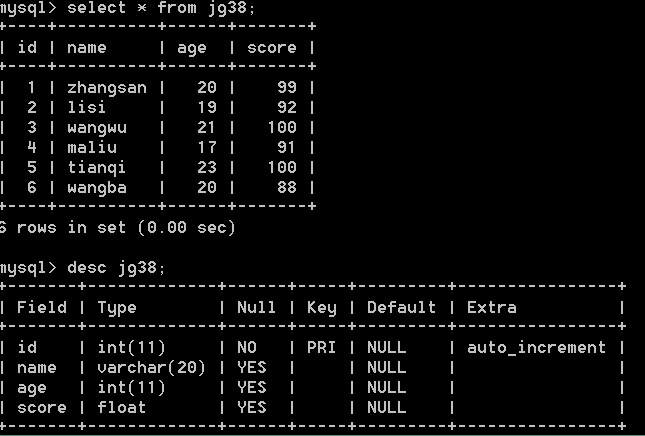 mysql> select * from jg38;
+----+----------+------+-------+
| id | name     | age  | score |
+----+----------+------+-------+
|  1 | zhangsan |   20 |    99 |
|  2 | lisi     |   19 |    92 |
|  3 | wangwu   |   21 |   100 |
|  4 | maliu    |   17 |    91 |
|  5 | tianqi   |   23 |   100 |
|  6 | wangba   |   20 |    88 |
+----+----------+------+-------+
6 rows in set (0.00 sec)
mysql> desc jg38;
+-------+-------------+------+-----+---------+----------------+
| Field | Type        | Null | Key | Default | Extra          |
+-------+-------------+------+-----+---------+----------------+
| id    | int(11)     | NO   | PRI | NULL    | auto_increment |
| name  | varchar(20) | YES  |     | NULL    |                |
| age   | int(11)     | YES  |     | NULL    |                |
| score | float       | YES  |     | NULL    |                |
+-------+-------------+------+-----+---------+----------------+